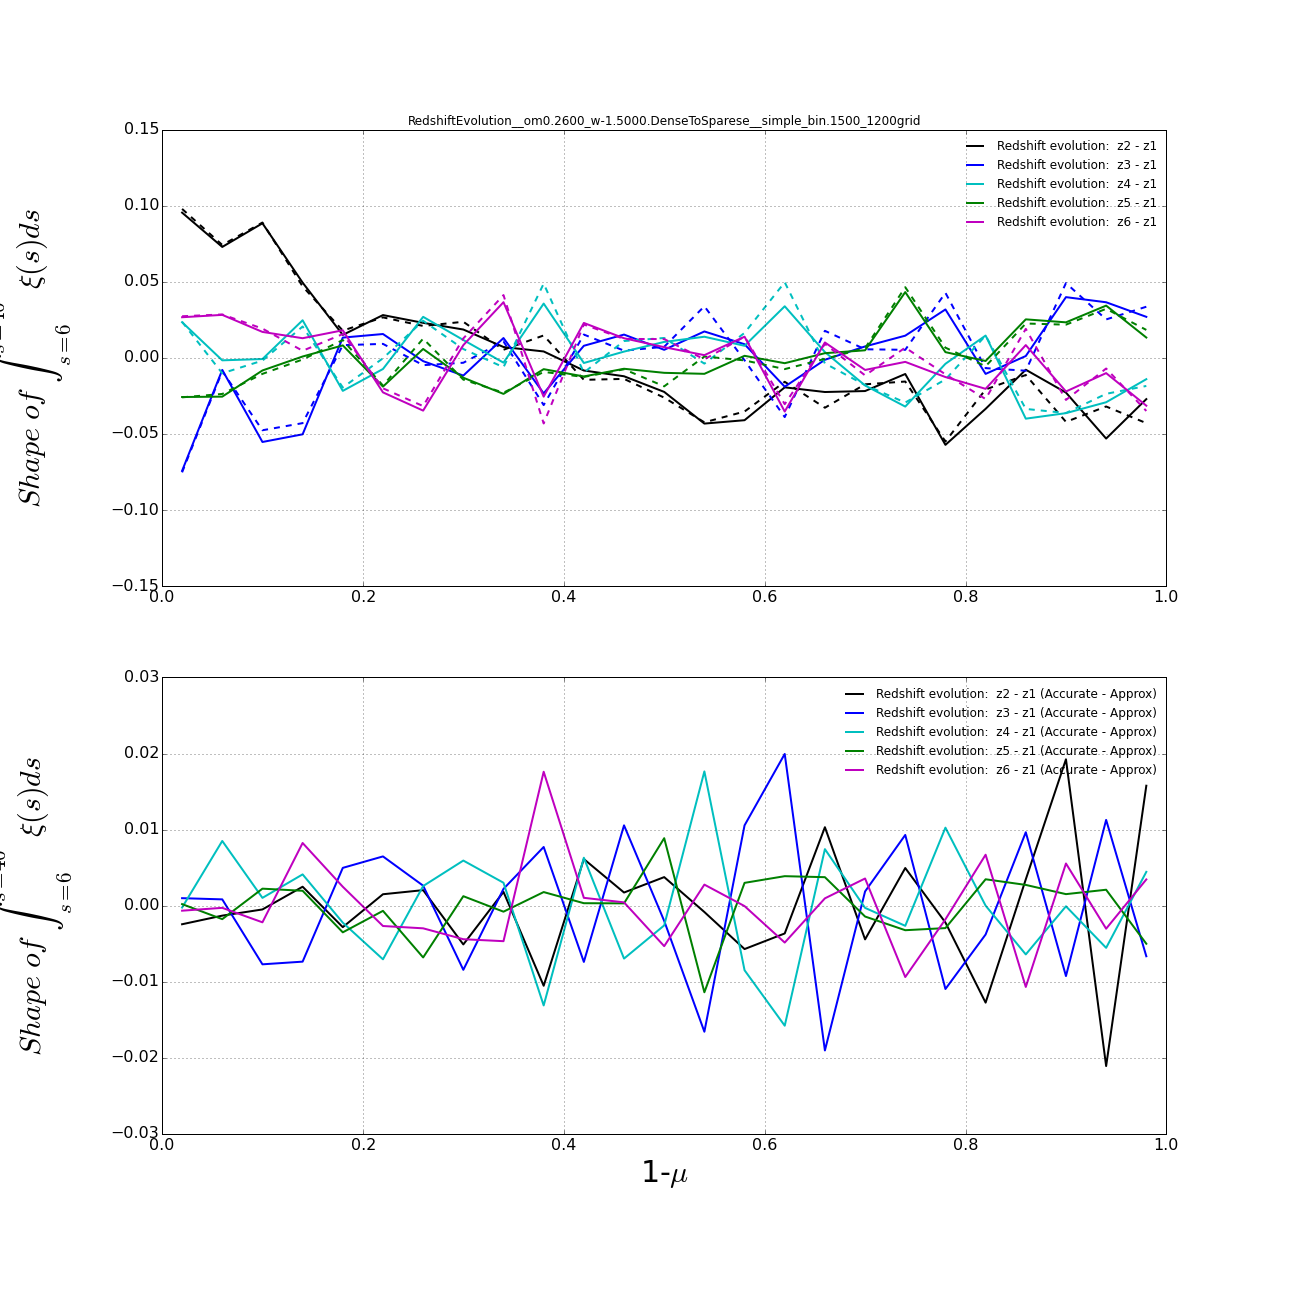 RedshiftEvolution__om0.2600_w-1.5000.DenseToSparese__simple_bin.1500_1200grid
0.15
0.10
0.05
0.00
−0.05
−0.10
−0.15
Shape of ∫ s=6 ξ(s)ds
Redshift evolution: z2 - z1
Redshift evolution: z3 - z1
Redshift evolution: z4 - z1
Redshift evolution: z5 - z1
Redshift evolution: z6 - z1
0.0 0.2 0.4 0.6 0.8 1.0
0.03
0.02
0.01
0.00
−0.01
−0.02
−0.03
Shape of ∫ s=40 s=6 ξ(s)ds
Redshift evolution: z2 - z1 (Accurate - Approx)
Redshift evolution: z3 - z1 (Accurate - Approx)
Redshift evolution: z4 - z1 (Accurate - Approx)
Redshift evolution: z5 - z1 (Accurate - Approx)
Redshift evolution: z6 - z1 (Accurate - Approx)
0.0 0.2 0.4 0.6 0.8 1.0
1-μ